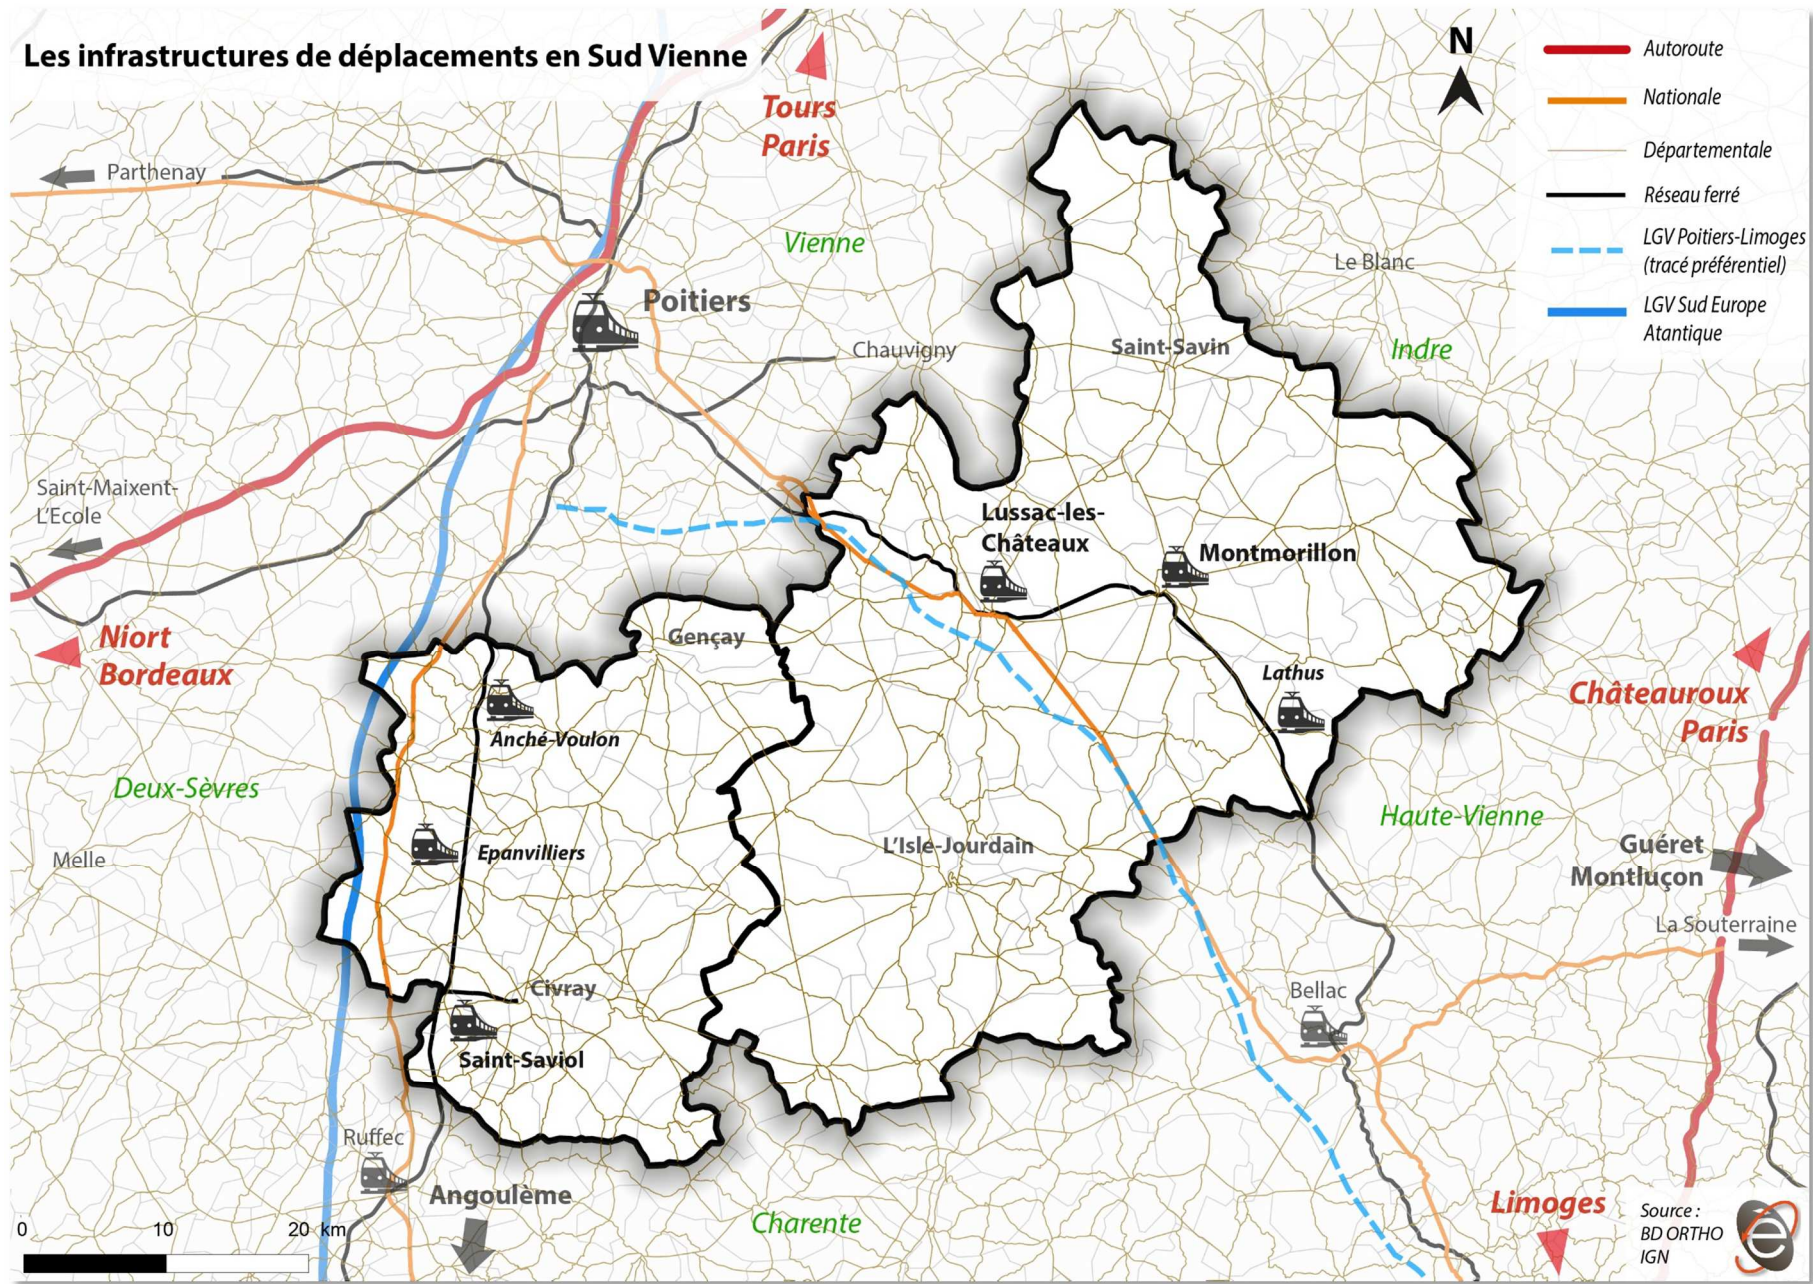 Les infrastructures de déplacements en Sud Vienne
N
Autoroute
Nationale
Départementale
Réseau ferré
LGV Poitiers-Limoges
(tracé préférentiel)
LGV Sud Europe
Atantique
Tours
Paris
Parthenay
Vienne
Le Blanc
Poitiers
Chauvigny
Saint-Savin
Indre
Saint-Maixent-
L'Ecole
Lussac-les-
Châteaux
Montmorillon
Niort
Bordeaux
Gençay
Lathus
Châteauroux
Paris
Anché-Voulon
Deux-Sèvres
Haute-Vienne
Melle
Epanvilliers
L'Isle-Jourdain
Guéret
Montluçon
La Souterraine
Civray
Bellac
Saint-Saviol
Ruffec
Angoulème
Charente
Limoges
0 10 20 km
Source :
BD ORTHO
IGN
e